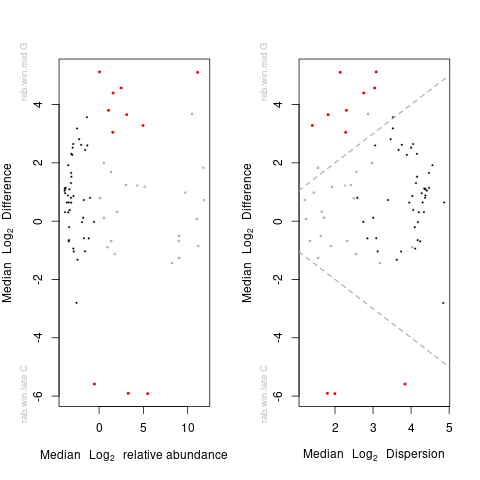 rab.win.mid G
rab.win.mid G
4
2
0
-2
-4
-6
4
2
0
-2
-4
-6
Median Log2 Difference
Median Log2 Difference
rab.win.late C
rab.win.late C
0 5 10
2 3 4 5
Median Log2 relative abundance
Median Log2 Dispersion